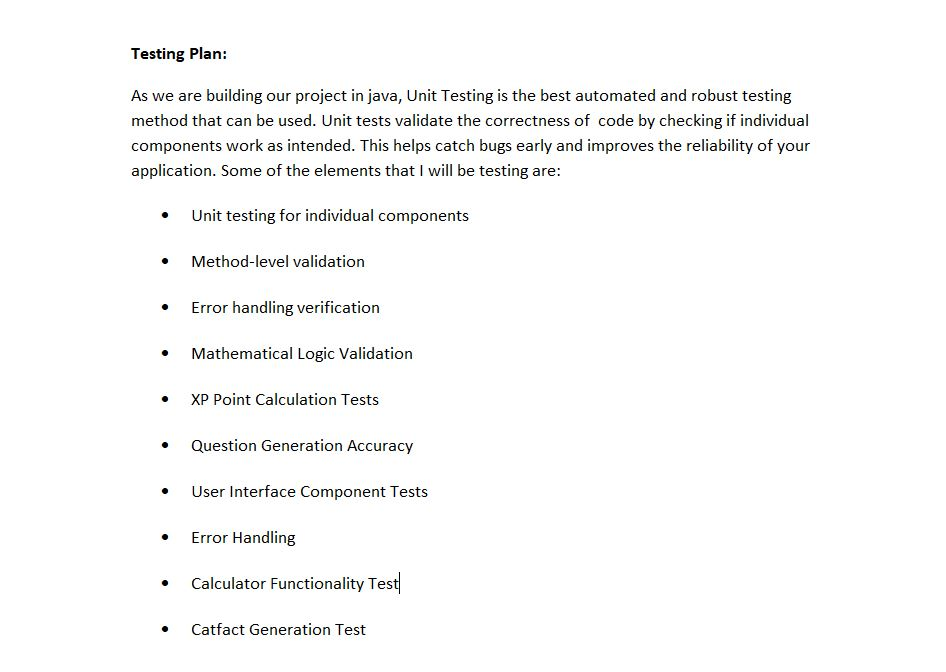 Testing Plan:
As we are building our project in java, Unit Testing is the best automated and robust testing
method that can be used. Unit tests validate the correctness of  code by checking if individual
components work as intended. This helps catch bugs early and improves the reliability of your
application. Some of the elements that I will be testing are:
• Unit testing for individual components
• Method-level validation
• Error handling verification
• Mathematical Logic Validation
• XP Point Calculation Tests
• Question Generation Accuracy
• User Interface Component Tests
• Error Handling
• Calculator Functionality Test
• Catfact Generation Test